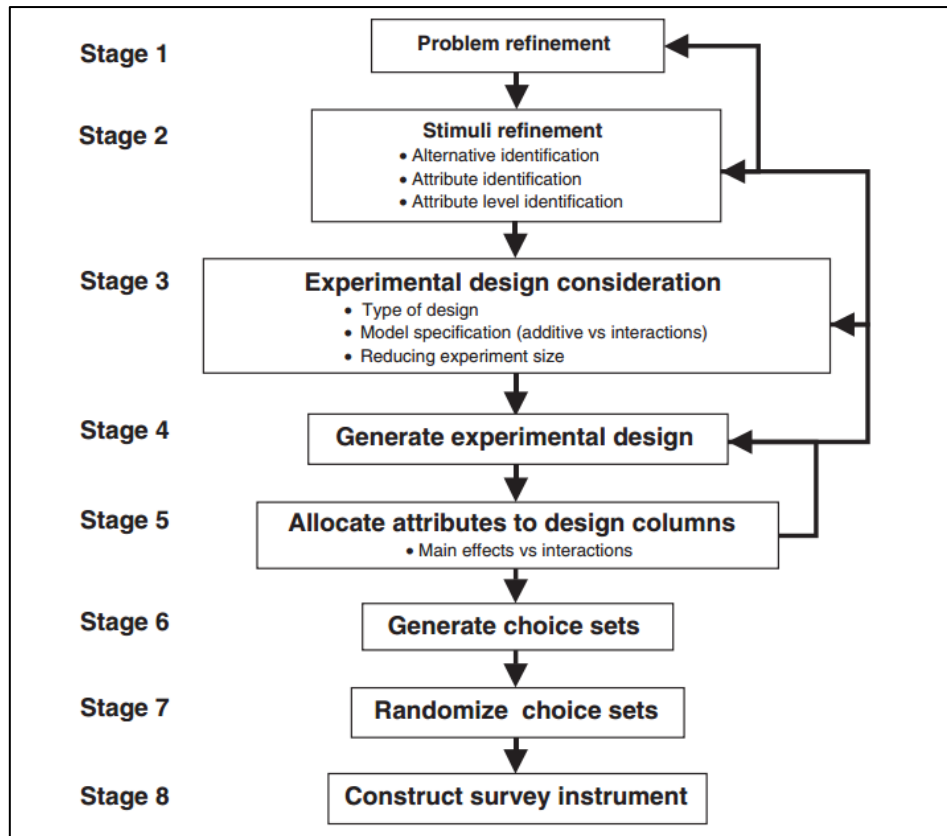 Stage 1
Problem refinement
Stage 2
Stimuli refinement
• Alternative identification
• Attribute identification
• Attribute level identification
Stage 3
Experimental design consideration
• Type of design
• Model specification (additive vs interactions)
• Reducing experiment size
Stage 4
Generate experimental design
Stage 5
Allocate attributes to design columns
• Main effects vs interactions
Stage 6
Generate choice sets
Stage 7
Randomize choice sets
Stage 8
Construct survey instrument